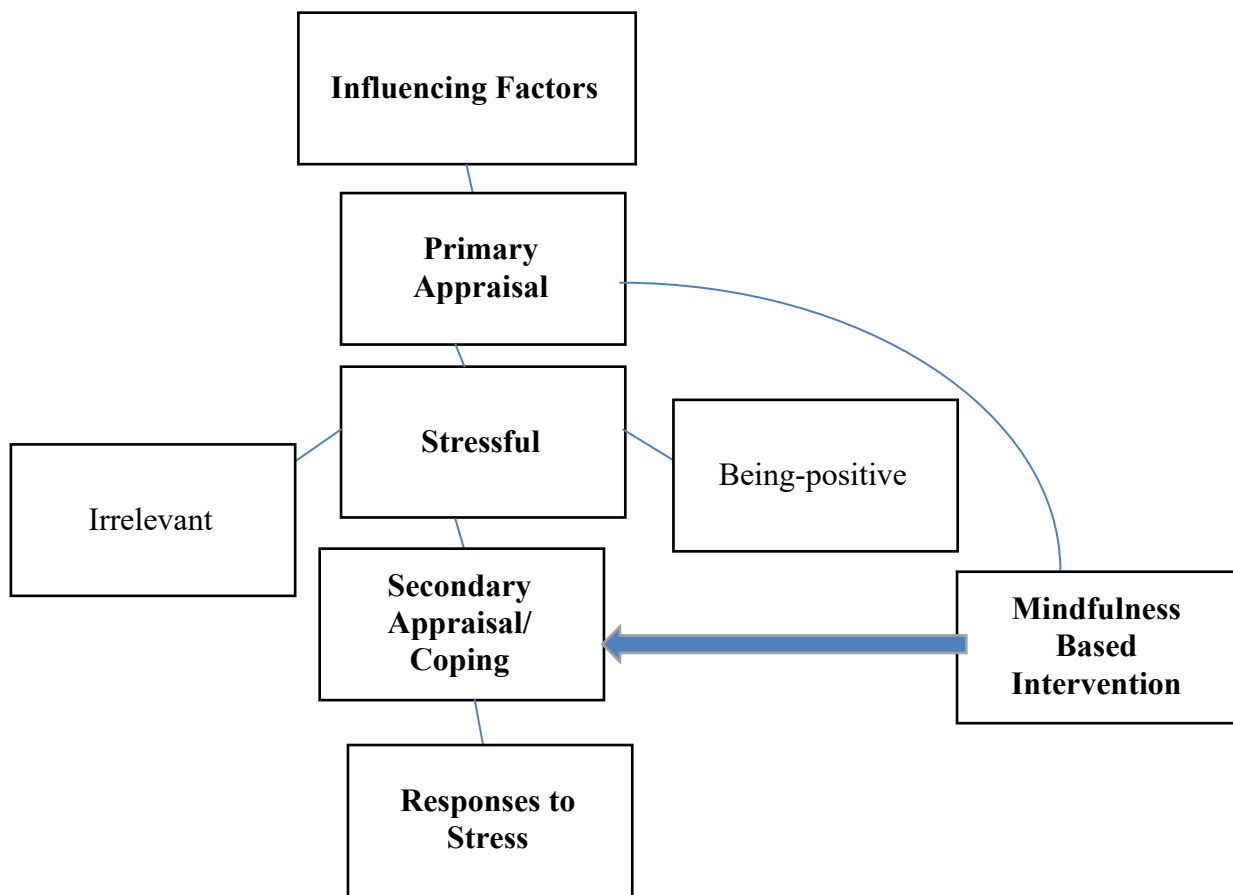 Influencing Factors
Primary
Appraisal
Stressful
Being-positive
Irrelevant
Secondary
Appraisal/
Coping
Mindfulness
Based
Intervention
Responses to
Stress